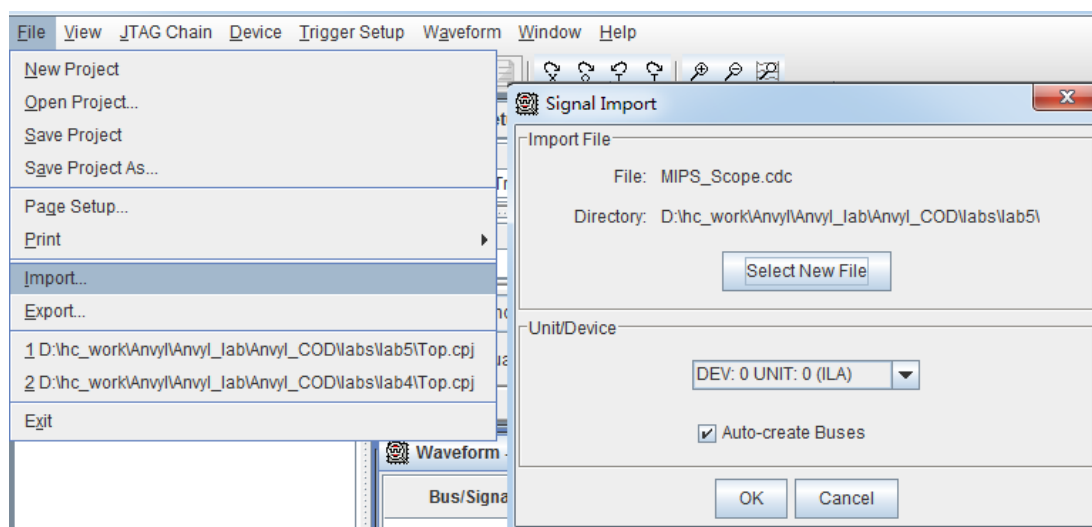 File View JTAG Chain Device Trigger Setup Waveform Window Help
New Project
Open Project...
Save Project
Save Project As...
Page Setup...
Print
Import...
Export...
1 D:\hc_work\Anvyl\Anvyl_lab\Anvyl_COD\labs\lab5\Top.cpj
2 D:\hc_work\Anvyl\Anvyl_lab\Anvyl_COD\labs\lab4\Top.cpj
Exit
Signal Import
Import File
File: MIPS_Scope.cdc
Directory: D:\hc_work\Anvyl\Anvyl_lab\Anvyl_COD\labs\lab5\
Select New File
Unit/Device
DEV: 0 UNIT: 0 (ILA)
Auto-create Buses
OK Cancel
Waveform -
Bus/Signa